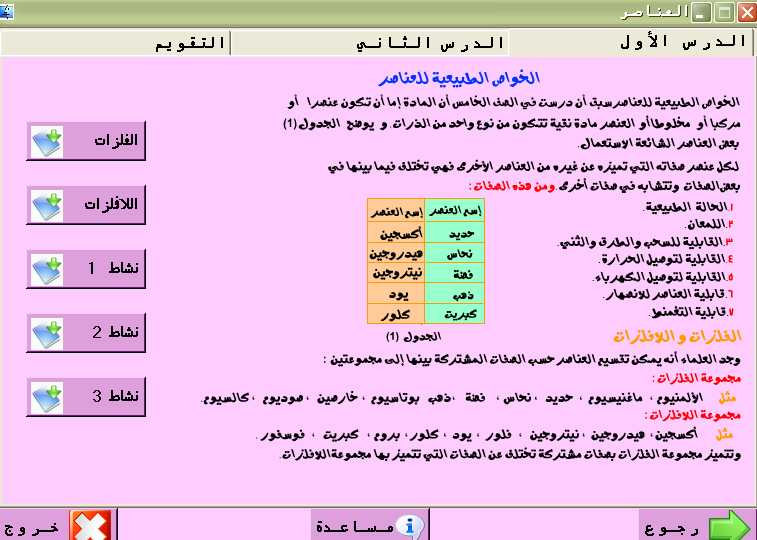 العناصر
الدرس الأول
الدرس الثاني
التقويم
الخواص الطبيعية للعناصر
الخواص الطبيعية للعناصرسبق أن درست في الصف الخامس أن المادة إما أن تكون عنصرا أو
مركبا أو مخلوطاأو العنصر مادة نقية تتكون من نوع واحد من الذرات. و يوضح الجدول(1)
بعض العناصر الشائعة الاستعمال.
لكل عنصر صفاته التي تميزه عن غيره من العناصر الأخرى فهي تختلف فيما بينها في
بعض الصفات وتتشابه في صفات أخرى .ومن هذه الصفات :
١.الحالة الطبيعية.
٢.اللمعان.
٣.القابلية للسحب والطرق والثني.
٤.القابلية لتوصيل الحرارة.
٥.القابلية لتوصيل الكهرباء.
٦.قابلية العناصر للانصهار.
٧.قابلية التمغنط.
إسم العنصر إسم العنصر
حديد أكسجين
نحاس هيدروجين
فضة نيتروجين
ذهب يود
كبريت كلور
الجدول (1)
الفلزات و اللافلزات
وجد العلماء أنه يمكن تقسيم العناصر حسب الصفات المشتركة بينها إلى مجموعتين :
مجموعة الفلزات :
مثل الألمنيوم ، ماغنيسيوم ، حديد ، نحاس ، فضة ،ذهب بوتاسيوم ، خارصين ،صوديوم ، كالسيوم.
مجموعة اللافلزات :
مثل أكسجين، هيدروجين ، نيتروجين ، فلور ، يود ، كلور، بروم ، كبريت ، فوسفور .
وتتميز مجموعة الفلزات بصفات مشتركة تختلف عن الصفات التي تتميز بها مجموعة اللافلزات.
الفلزات
اللافلزات
نشاط 1
نشاط 2
نشاط 3
رجوع
مساعدة
خروج